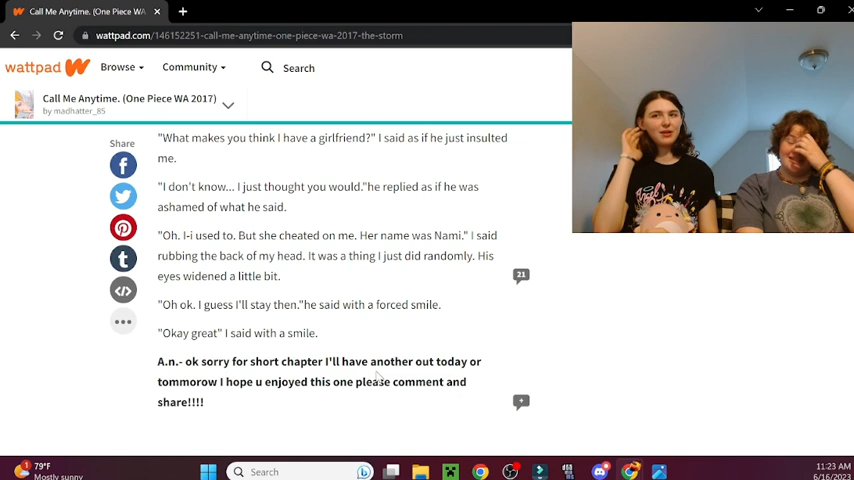 Call Me Anytime. (One Piece WA
wattpad.com/146152251-call-me-anytime-one-piece-wa-2017-the-storm
wattpad Browse Community Search
Call Me Anytime. (One Piece WA 2017)
by madhatter_85
Share
"What makes you think I have a girlfriend?" I said as if he just insulted
me.
"I don't know... I just thought you would."he replied as if he was
ashamed of what he said.
"Oh. I-i used to. But she cheated on me. Her name was Nami." I said
rubbing the back of my head. It was a thing I just did randomly. His
eyes widened a little bit.
21
"Oh ok. I guess I'll stay then."he said with a forced smile.
"Okay great" I said with a smile.
A.n.- ok sorry for short chapter I'll have another out today or
tommorow I hope u enjoyed this one please comment and
share!!!!
+
79°F
Mostly sunny
Search
11:23 AM
6/16/2023